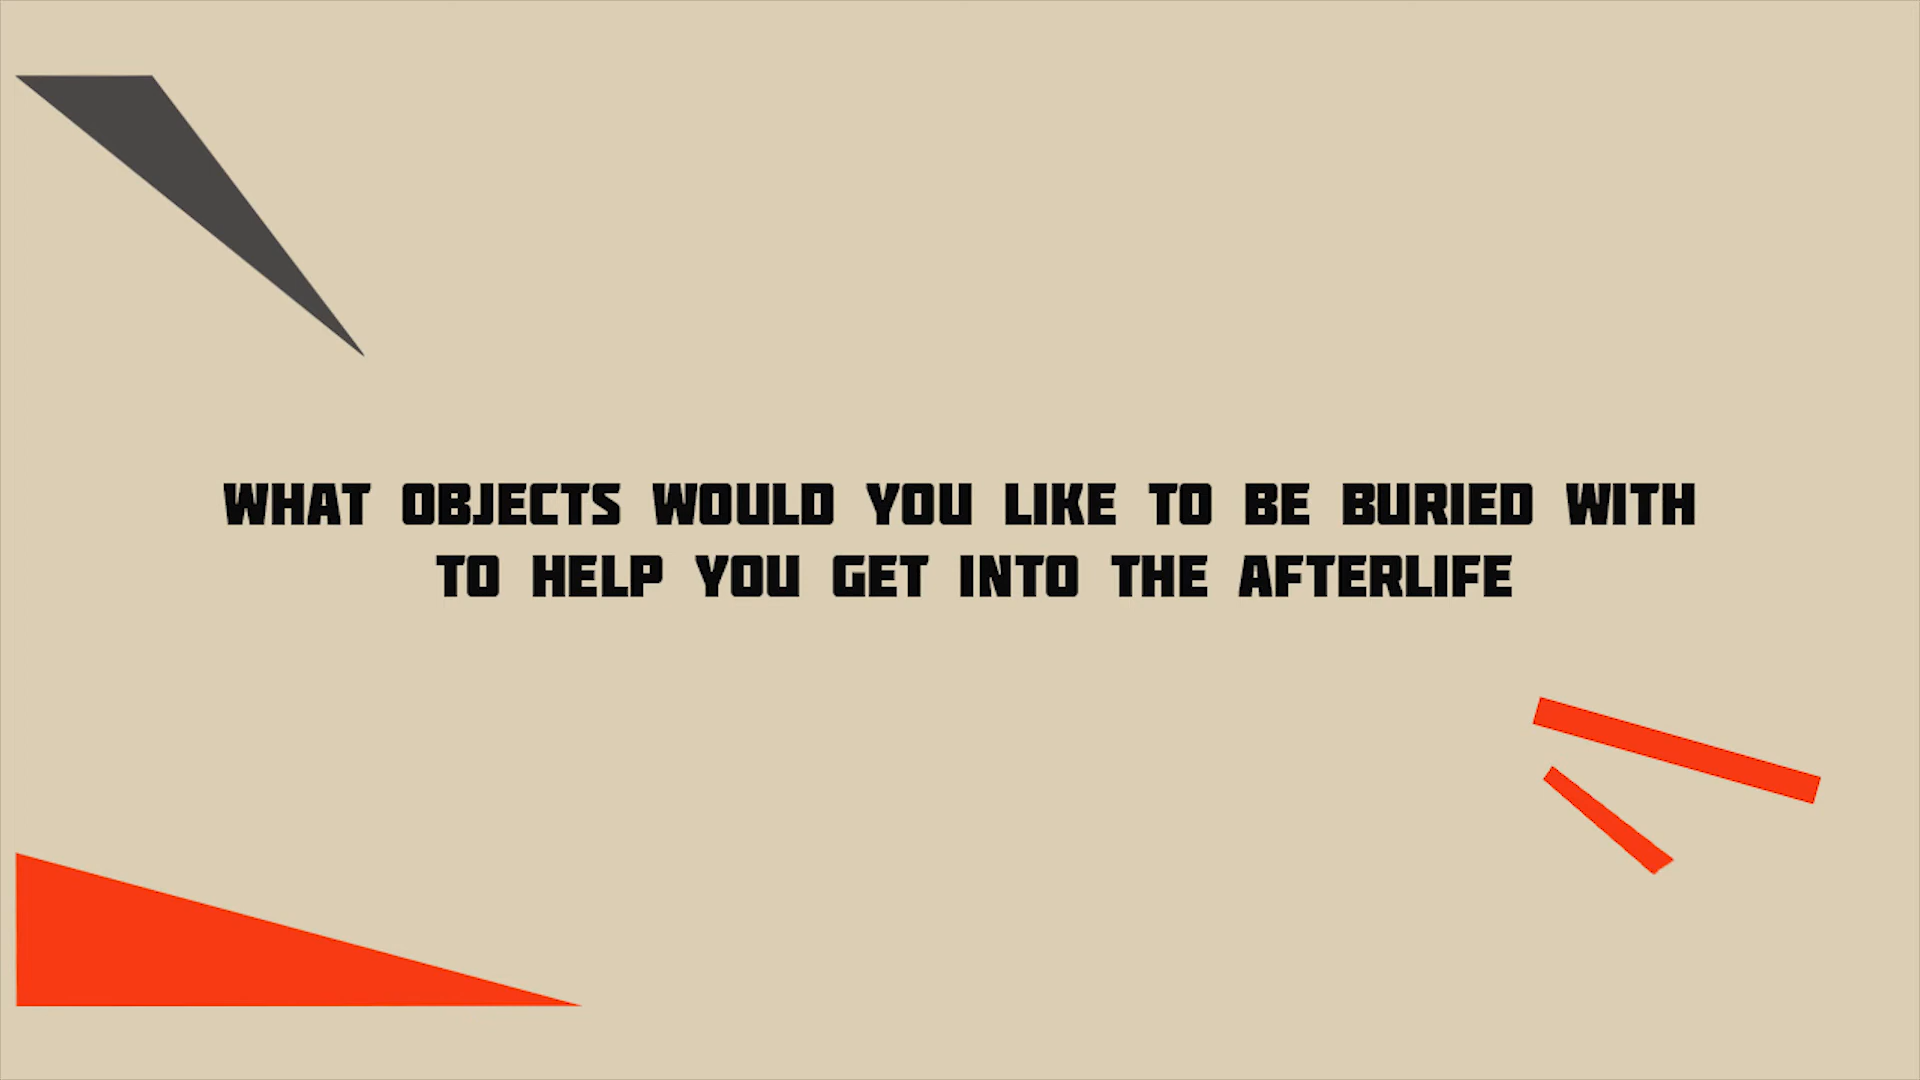 WHAT OBJECTS WOULD YOU LIKE TO BE BURIED WITH
TO HELP YOU GET INTO THE AFTERLIFE